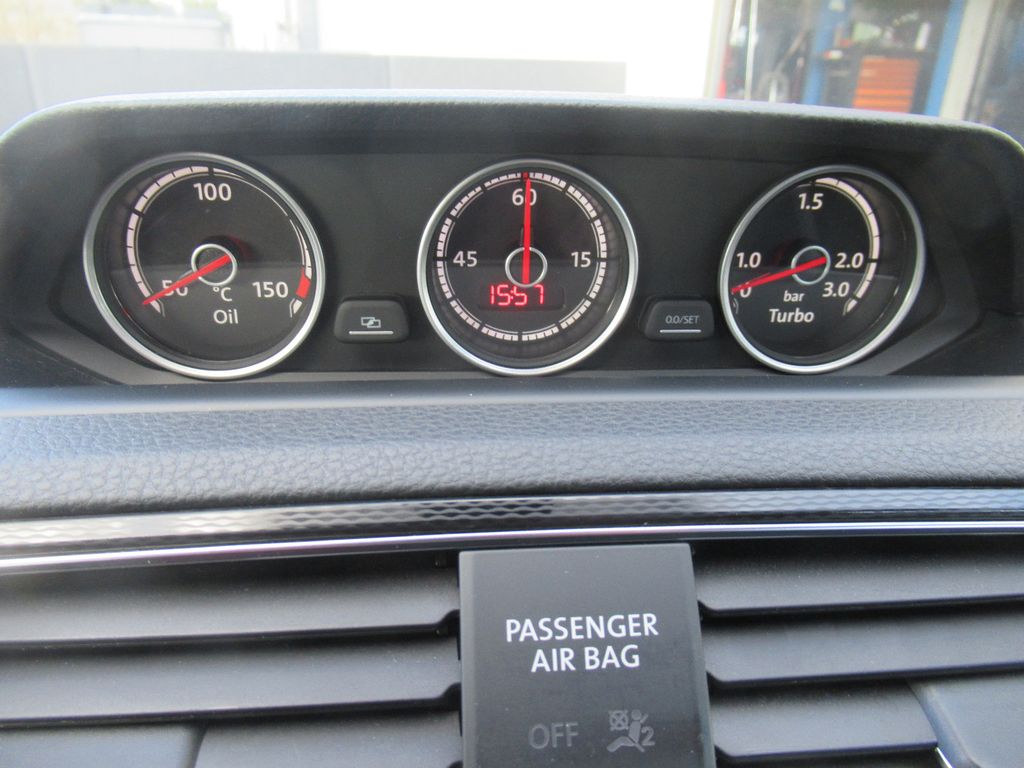 100
50
150
°C
Oil
60
45
15
15:57
0.0/SET
1.5
1.0
2.0
0
3.0
bar
Turbo
PASSENGER
AIR BAG
OFF
2